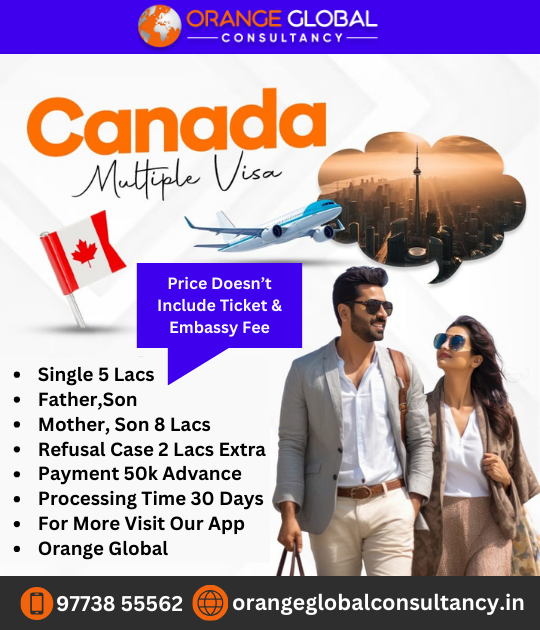 ORANGE GLOBAL
CONSULTANCY
Canada
Multiple Visa
Price Doesn’t
Include Ticket &
Embassy Fee
Single 5 Lacs
Father,Son
Mother, Son 8 Lacs
Refusal Case 2 Lacs Extra
Payment 50k Advance
Processing Time 30 Days
For More Visit Our App
Orange Global
97738 55562
orangeglobalconsultancy.in